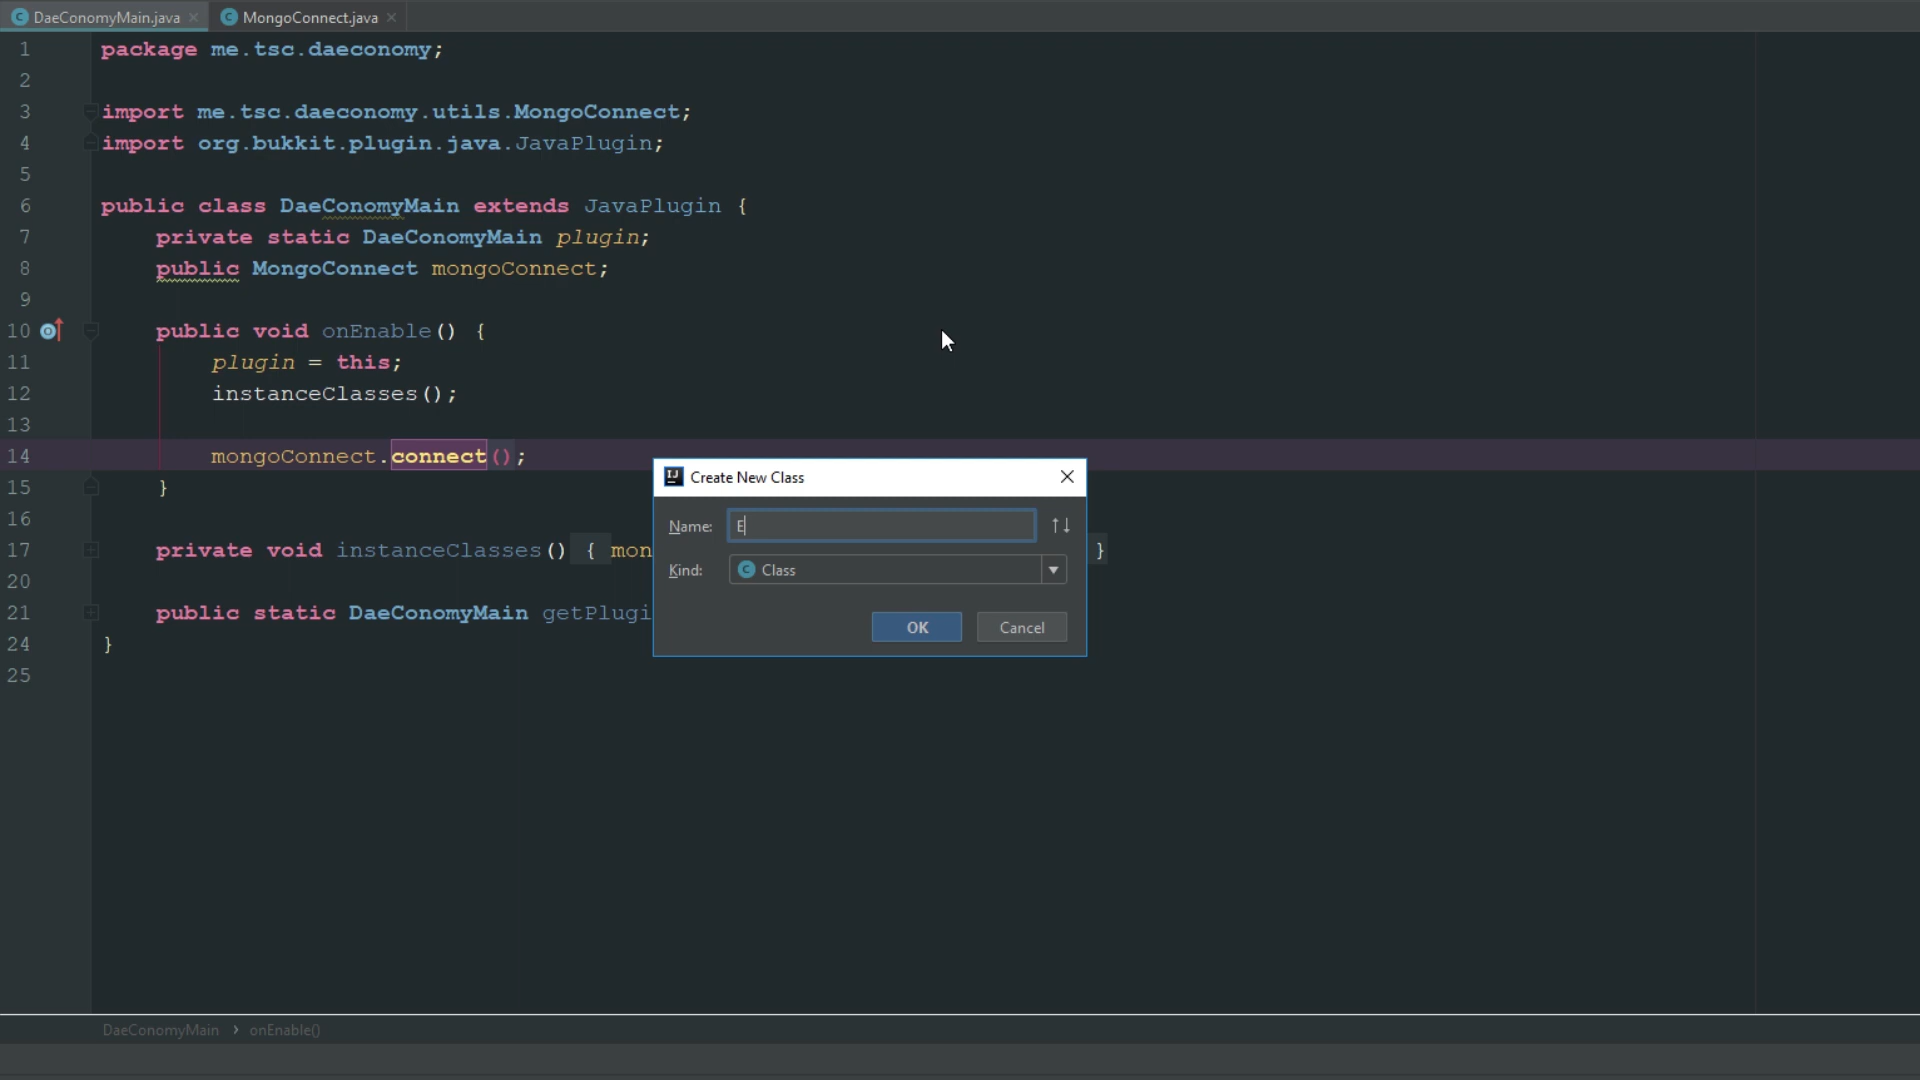 DaeConomyMain.java MongoConnect.java
1 package me.tsc.daeconomy;
2
3 import me.tsc.daeconomy.utils.MongoConnect;
4 import org.bukkit.plugin.java.JavaPlugin;
5
6 public class DaeConomyMain extends JavaPlugin {
7 private static DaeConomyMain plugin;
8 public MongoConnect mongoConnect;
9
10 public void onEnable() {
11 plugin = this;
12 instanceClasses();
13
14 mongoConnect.connect();
15 }
16
17 private void instanceClasses() { mon }
20
21 public static DaeConomyMain getPlugi
24 }
25
Create New Class
Name: E
Kind: Class
OK Cancel
DaeConomyMain › onEnable()